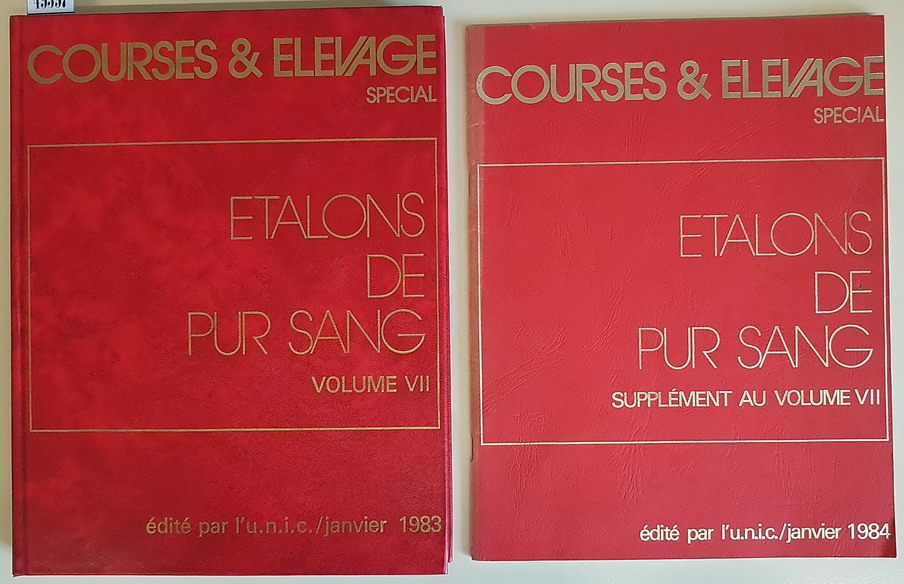 COURSES & ELEVAGE
SPECIAL
ETALONS
DE
PUR SANG
VOLUME VII
édité par l'u.n.i.c./janvier 1983
COURSES & ELEVAGE
SPECIAL
ETALONS
DE
PUR SANG
SUPPLÉMENT AU VOLUME VII
édité par l'u.n.i.c./janvier 1984